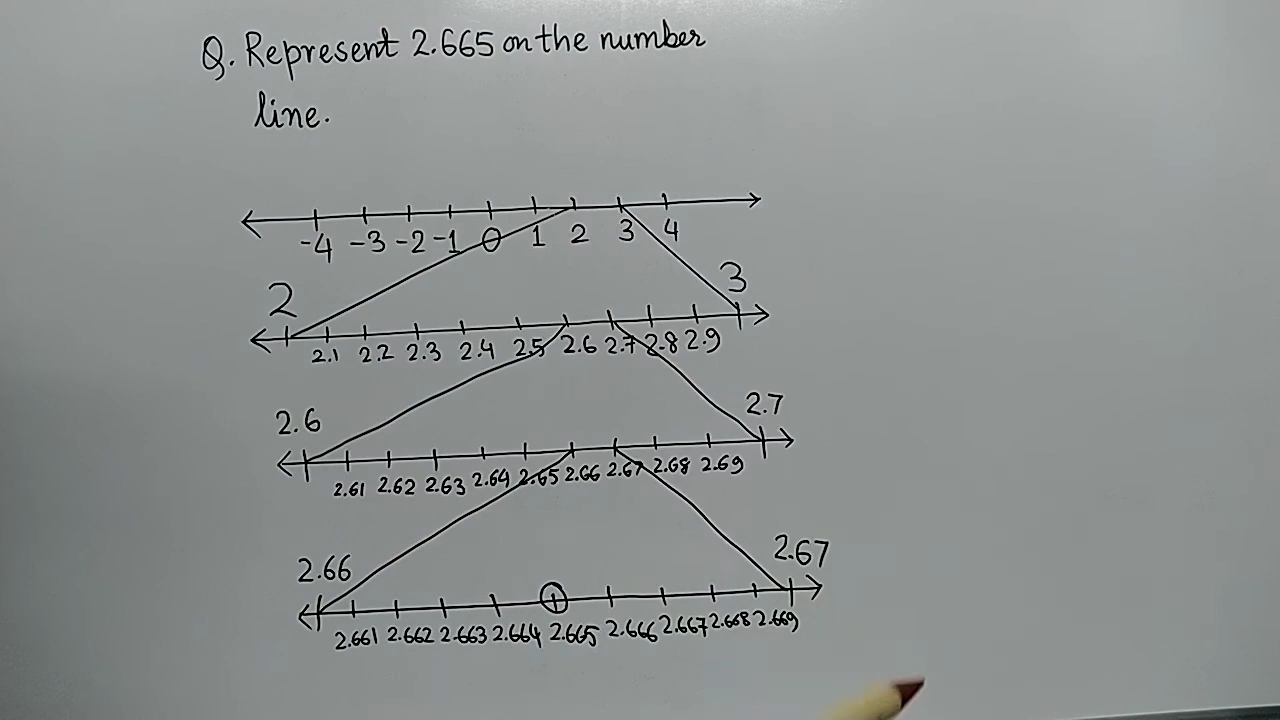 Q. Represent 2.665 on the number
line.
-4 -3 -2 -1 0 1 2 3 4
2 3
2.1 2.2 2.3 2.4 2.5 2.6 2.7 2.8 2.9
2.6 2.7
2.61 2.62 2.63 2.64 2.65 2.66 2.67 2.68 2.69
2.66 2.67
2.661 2.662 2.663 2.664 2.665 2.666 2.667 2.668 2.669